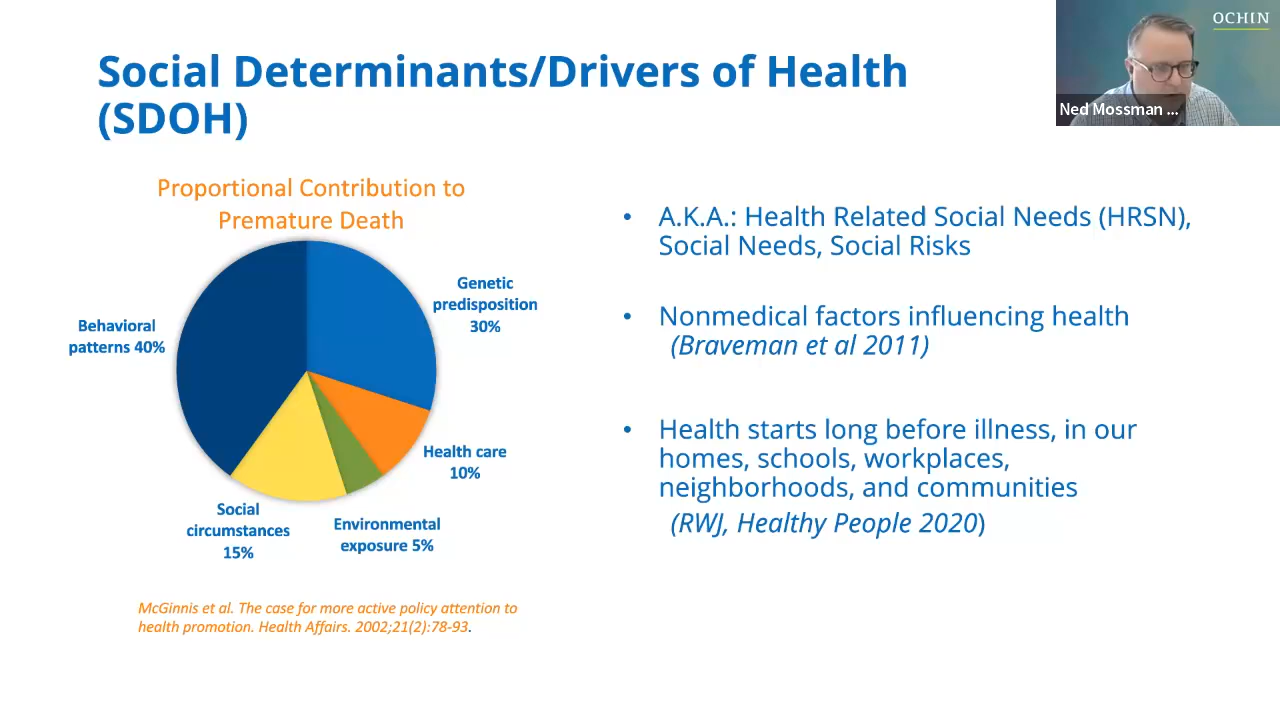 OCHIN
Ned Mossman ...
Social Determinants/Drivers of Health
(SDOH)
Proportional Contribution to
Premature Death
Genetic
predisposition
30%
Behavioral
patterns 40%
Health care
10%
Social
circumstances
15%
Environmental
exposure 5%
McGinnis et al. The case for more active policy attention to
health promotion. Health Affairs. 2002;21(2):78-93.
• A.K.A.: Health Related Social Needs (HRSN),
Social Needs, Social Risks
• Nonmedical factors influencing health
(Braveman et al 2011)
• Health starts long before illness, in our
homes, schools, workplaces,
neighborhoods, and communities
(RWJ, Healthy People 2020)